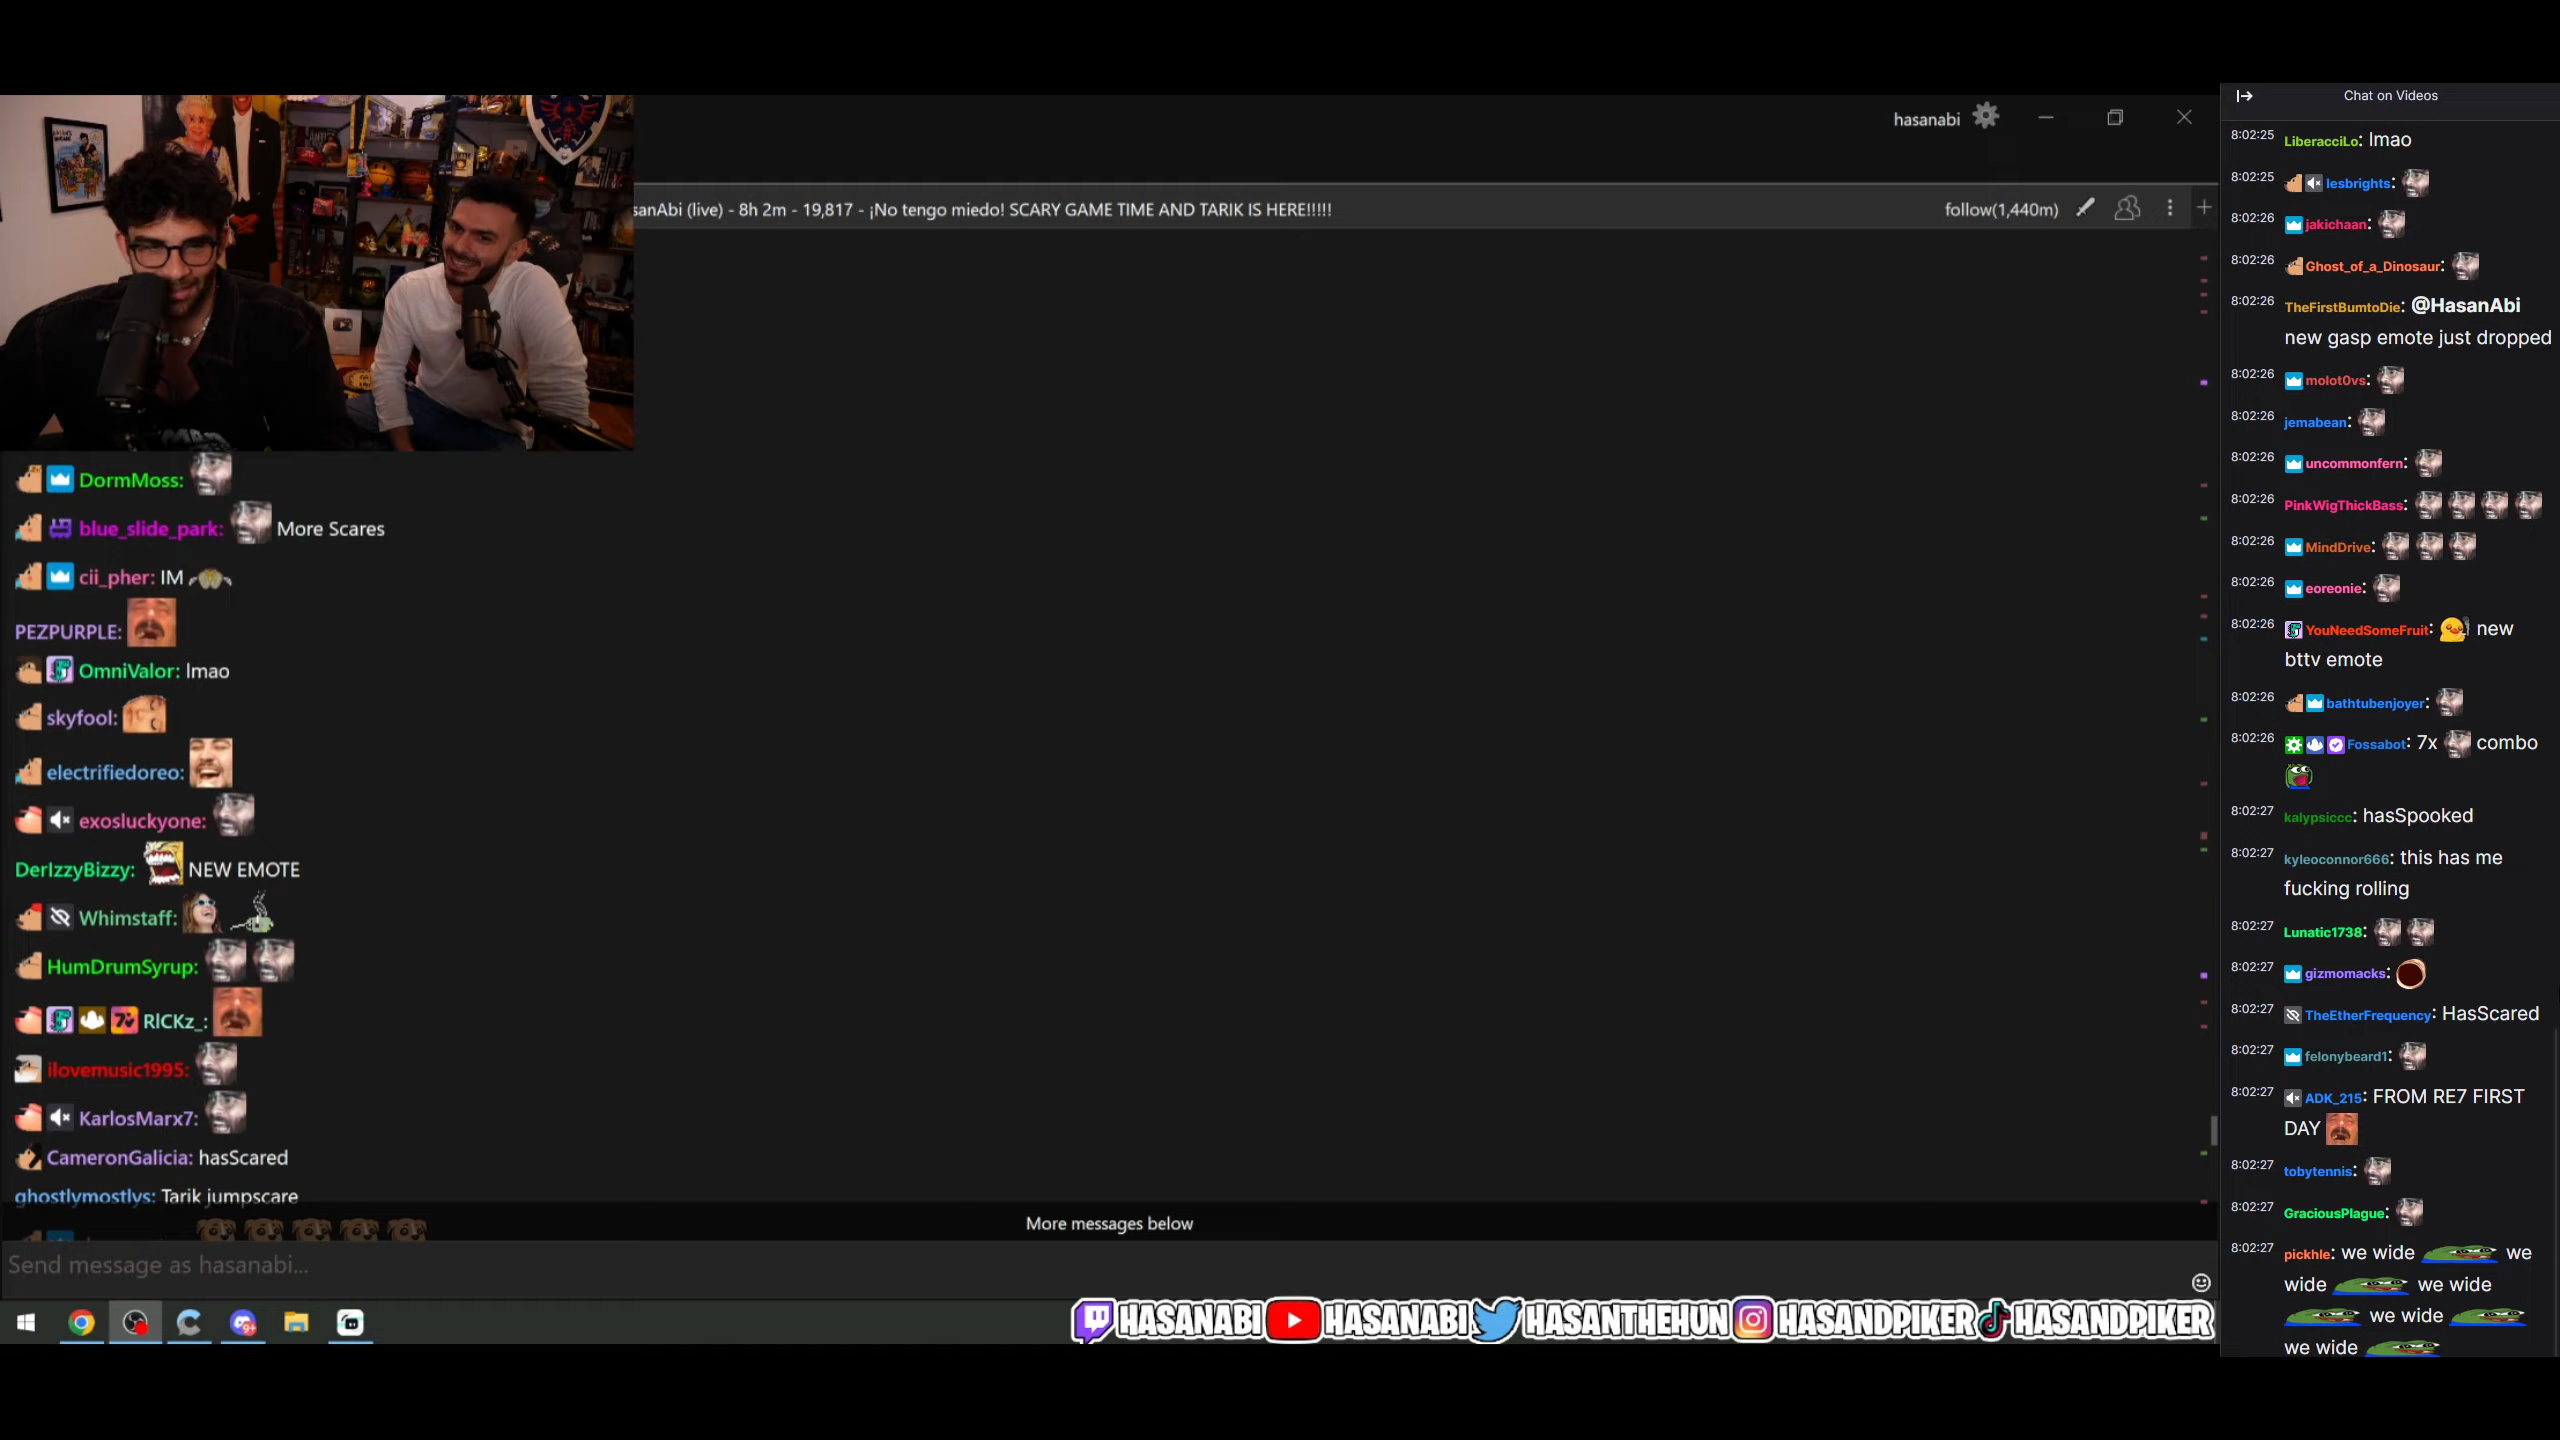 hasanabi
sanAbi (live) - 8h 2m - 19,817 - ¡No tengo miedo! SCARY GAME TIME AND TARIK IS HERE!!!!!
follow(1,440m)
DormMoss:
blue_slide_park: More Scares
cii_pher: IM
PEZPURPLE:
OmniValor: lmao
skyfool:
electrifiedoreo:
exosluckyone:
DerIzzyBizzy: NEW EMOTE
Whimstaff:
HumDrumSyrup:
RlCKz_:
ilovemusic1995:
KarlosMarx7:
CameronGalicia: hasScared
ghostlymostlys: Tarik jumpscare
More messages below
Send message as hasanabi...
HASANABI HASANABI HASANTHEHUN HASANDPIKER HASANDPIKER
Chat on Videos
8:02:25 LiberacciLo: lmao
8:02:25 lesbrights:
8:02:26 jakichaan:
8:02:26 Ghost_of_a_Dinosaur:
8:02:26 TheFirstBumtoDie: @HasanAbi
new gasp emote just dropped
8:02:26 molot0vs:
8:02:26 jemabean:
8:02:26 uncommonfern:
8:02:26 PinkWigThickBass:
8:02:26 MindDrive:
8:02:26 eoreonie:
8:02:26 YouNeedSomeFruit: new
bttv emote
8:02:26 bathtubenjoyer:
8:02:26 Fossabot: 7x combo
8:02:27 kalypsiccc: hasSpooked
8:02:27 kyleoconnor666: this has me
fucking rolling
8:02:27 Lunatic1738:
8:02:27 gizmomacks:
8:02:27 TheEtherFrequency: HasScared
8:02:27 felonybeard1:
8:02:27 ADK_215: FROM RE7 FIRST
DAY
8:02:27 tobytennis:
8:02:27 GraciousPlague:
8:02:27 pickhle: we wide we
wide we wide
we wide
we wide